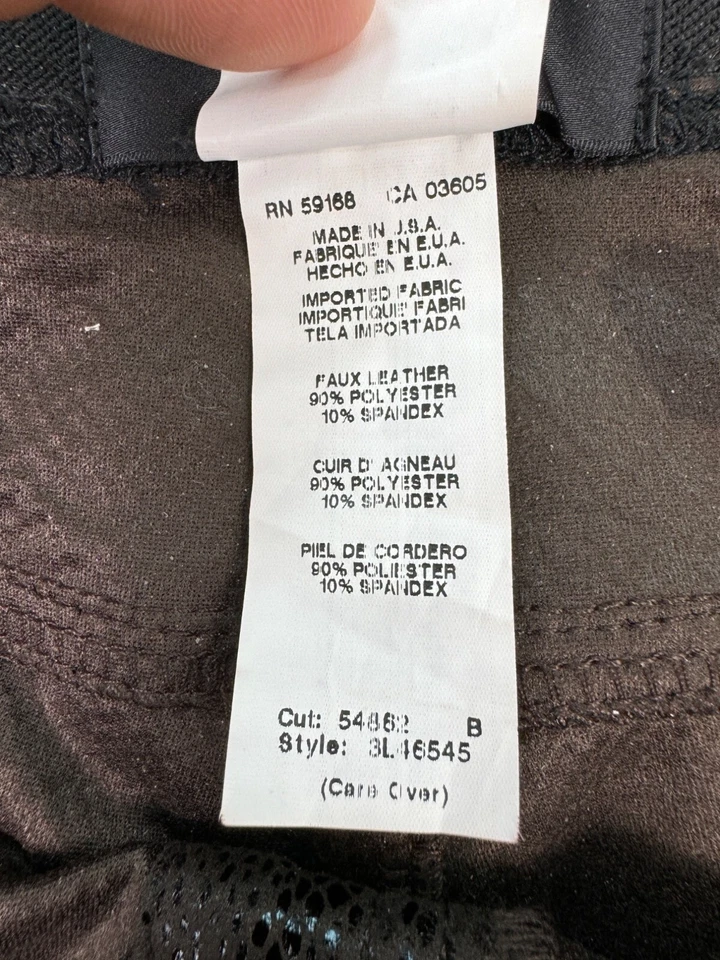 RN 59168 CA 03605
MADE IN U.S.A.
FABRIQUE' EN E.U.A.
HECHO EN E.U.A.
IMPORTED FABRIC
IMPORTIQUE' FABRI
TELA IMPORTADA
FAUX LEATHER
90% POLYESTER
10% SPANDEX
CUIR D' AGNEAU
90% POLYESTER
10% SPANDEX
PIEL DE CORDERO
90% POLIESTER
10% SPANDEX
Cut: 54862 B
Style: 3L46545
(Care Over)